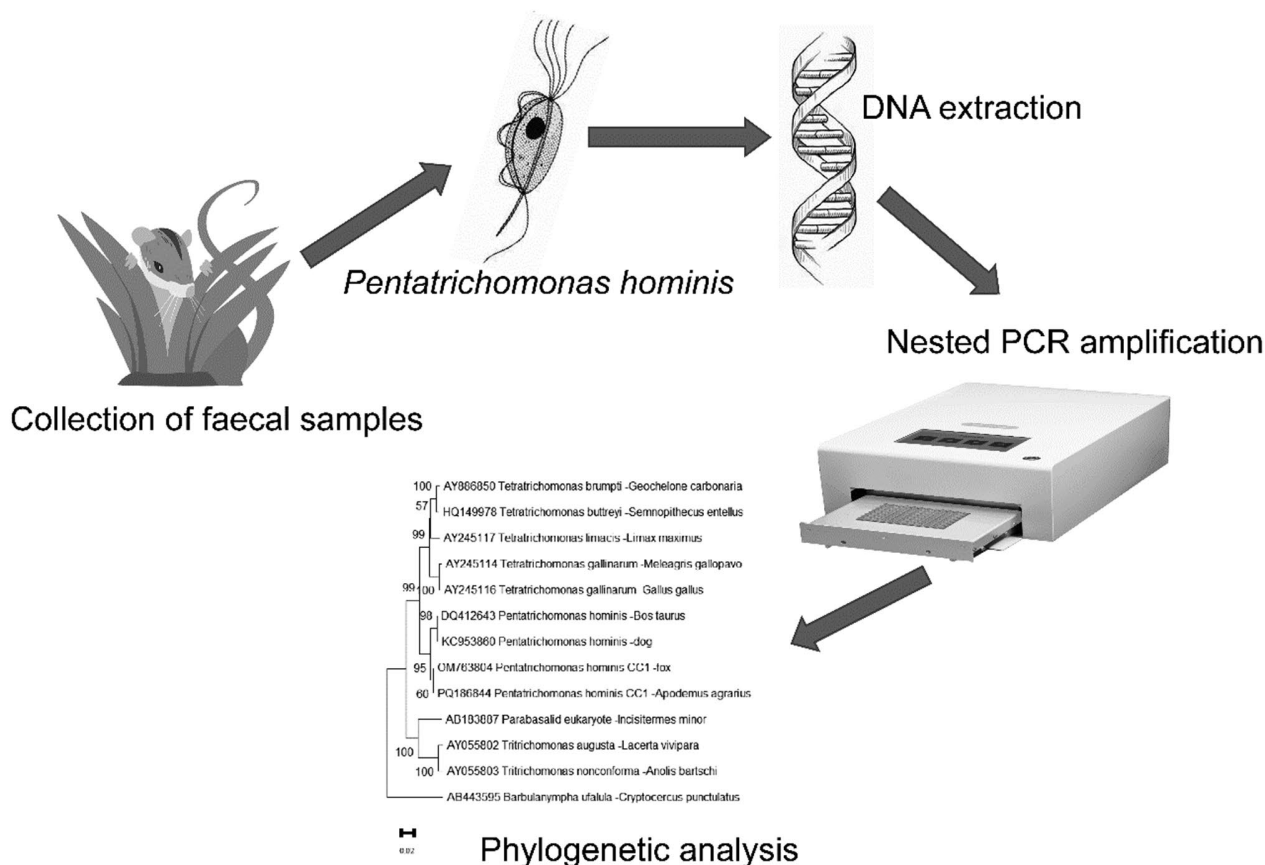 DNA extraction
Pentatrichomonas hominis
Nested PCR amplification
Collection of faecal samples
100 AY886850 Tetratrichomonas brumpti -Geochelone carbonaria
57 HQ149978 Tetratrichomonas buttreyi -Semnopithecus entellus
99 AY245117 Tetratrichomonas limacis -Limax maximus
AY245114 Tetratrichomonas gallinarum -Meleagris gallopavo
99 100 AY245116 Tetratrichomonas gallinarum Gallus gallus
98 DQ412643 Pentatrichomonas hominis -Bos taurus
KC953860 Pentatrichomonas hominis -dog
95 OM763804 Pentatrichomonas hominis CC1 -fox
60 PQ186844 Pentatrichomonas hominis CC1 -Apodemus agrarius
AB183887 Parabasalid eukaryote -Incisitermes minor
100 AY055802 Tritrichomonas augusta -Lacerta vivipara
100 AY055803 Tritrichomonas nonconforma -Anolis bartschi
AB443595 Barbulanympha ufalula -Cryptocercus punctulatus
0.02
Phylogenetic analysis